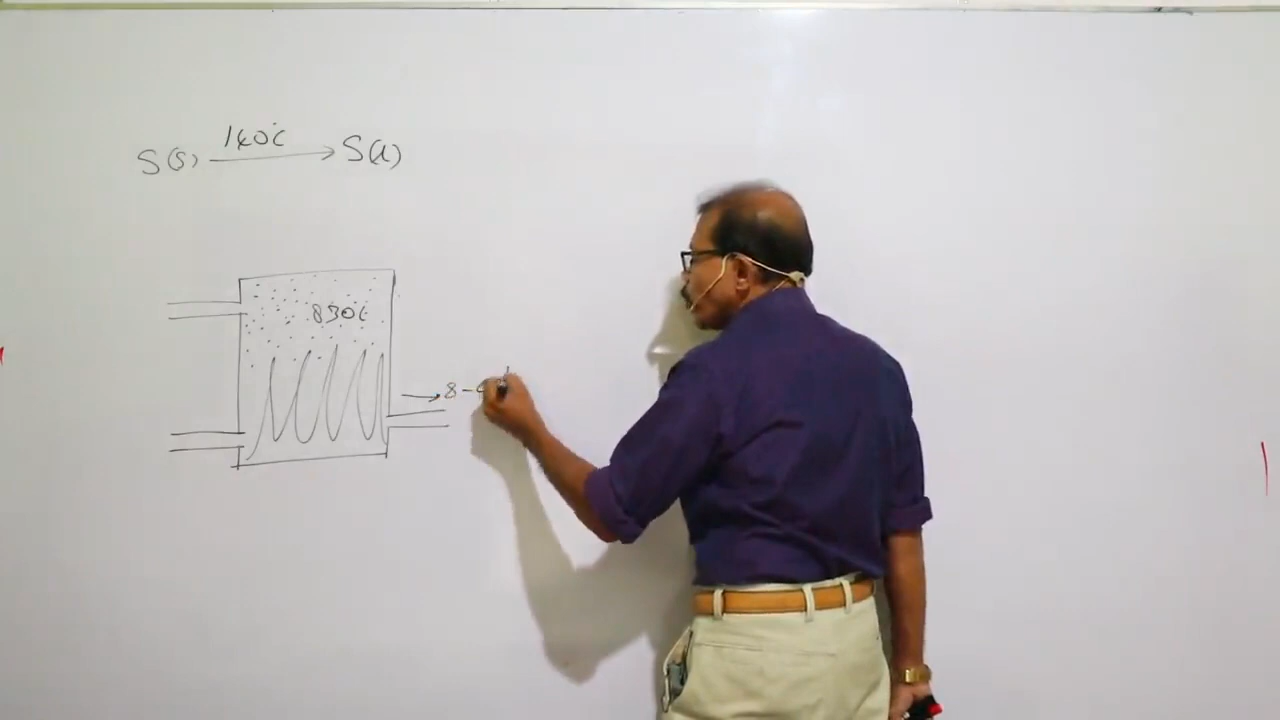 140°C
S(s) → S(l)
830°C
→ 8-